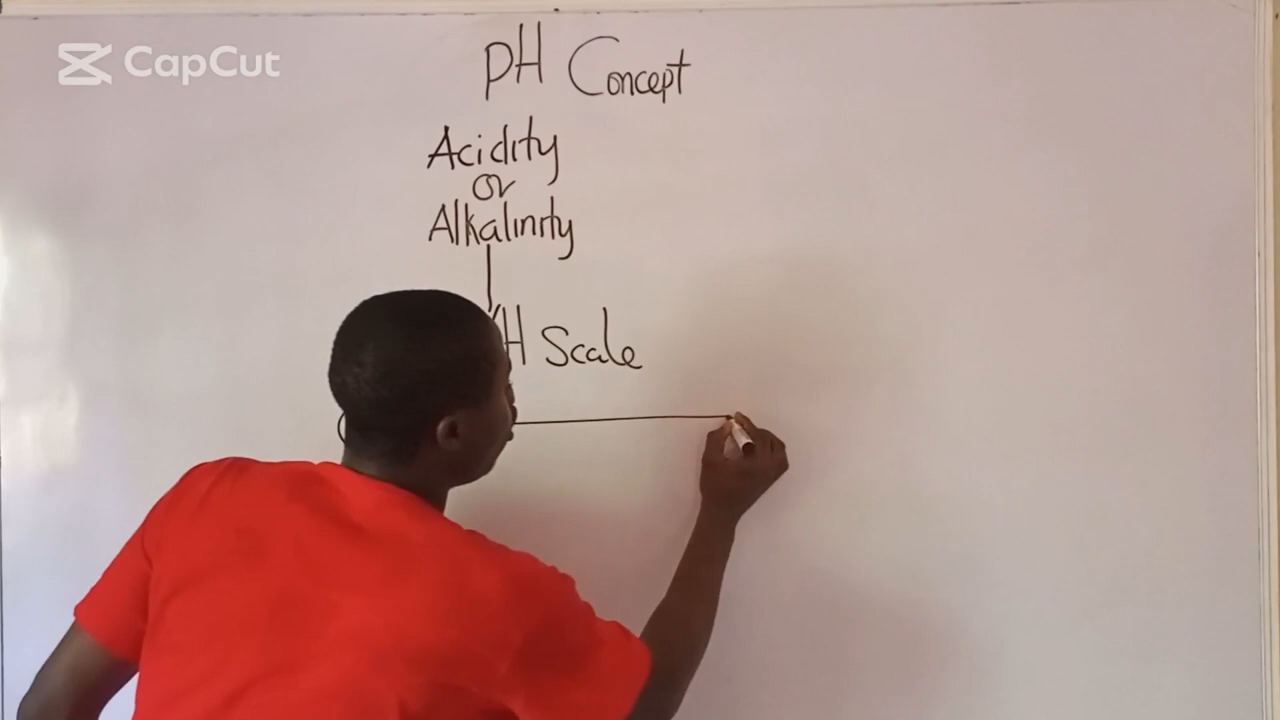 CapCut
pH Concept
Acidity
or
Alkalinity
H Scale